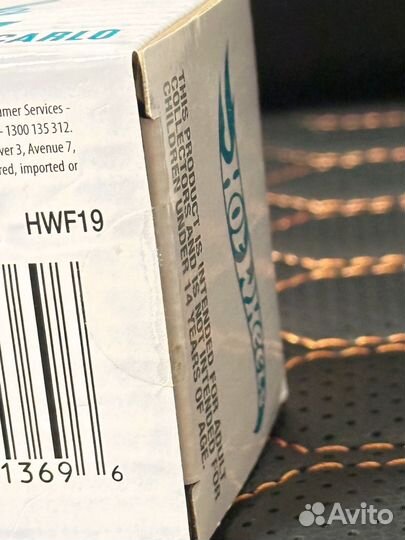 CARLO
umer Services -
- 1300 135 312.
wer 3, Avenue 7,
red, imported or
HWF19
1369 6
THIS PRODUCT IS INTENDED FOR ADULT
COLLECTORS AND IS NOT INTENDED FOR
CHILDREN UNDER 14 YEARS OF AGE.
Avito